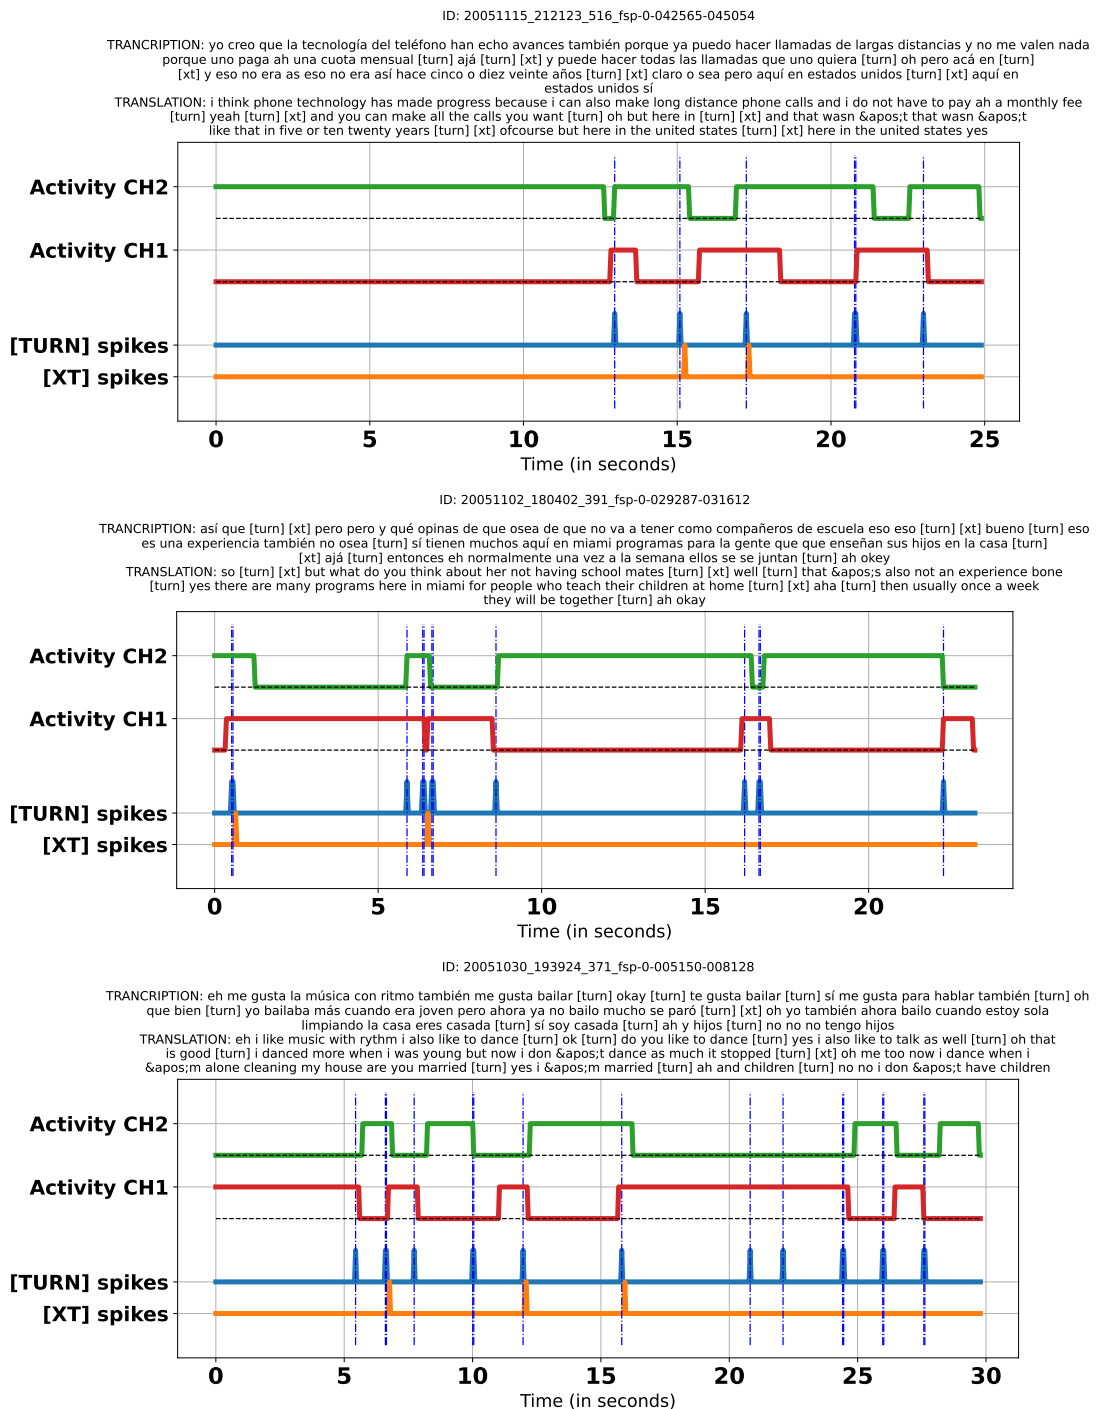 ID: 20051115_212123_516_fsp-0-042565-045054
TRANCRIPTION: yo creo que la tecnología del teléfono han echo avances también porque ya puedo hacer llamadas de largas distancias y no me valen nada
porque uno paga ah una cuota mensual [turn] ajá [turn] [xt] y puede hacer todas las llamadas que uno quiera [turn] oh pero acá en [turn]
[xt] y eso no era as eso no era así hace cinco o diez veinte años [turn] [xt] claro o sea pero aquí en estados unidos [turn] [xt] aquí en
estados unidos sí
TRANSLATION: i think phone technology has made progress because i can also make long distance phone calls and i do not have to pay ah a monthly fee
[turn] yeah [turn] [xt] and you can make all the calls you want [turn] oh but here in [turn] [xt] and that wasn &apos;t that wasn &apos;t
like that in five or ten twenty years [turn] [xt] ofcourse but here in the united states [turn] [xt] here in the united states yes
Activity CH2
Activity CH1
[TURN] spikes
[XT] spikes
0 5 10 15 20 25
Time (in seconds)
ID: 20051102_180402_391_fsp-0-029287-031612
TRANCRIPTION: así que [turn] [xt] pero pero y qué opinas de que osea de que no va a tener como compañeros de escuela eso eso [turn] [xt] bueno [turn] eso
es una experiencia también no osea [turn] sí tienen muchos aquí en miami programas para la gente que que enseñan sus hijos en la casa [turn]
[xt] ajá [turn] entonces eh normalmente una vez a la semana ellos se se juntan [turn] ah okey
TRANSLATION: so [turn] [xt] but what do you think about her not having school mates [turn] [xt] well [turn] that &apos;s also not an experience bone
[turn] yes there are many programs here in miami for people who teach their children at home [turn] [xt] aha [turn] then usually once a week
they will be together [turn] ah okay
Activity CH2
Activity CH1
[TURN] spikes
[XT] spikes
0 5 10 15 20
Time (in seconds)
ID: 20051030_193924_371_fsp-0-005150-008128
TRANCRIPTION: eh me gusta la música con ritmo también me gusta bailar [turn] okay [turn] te gusta bailar [turn] sí me gusta para hablar también [turn] oh
que bien [turn] yo bailaba más cuando era joven pero ahora ya no bailo mucho se paró [turn] [xt] oh yo también ahora bailo cuando estoy sola
limpiando la casa eres casada [turn] sí soy casada [turn] ah y hijos [turn] no no no tengo hijos
TRANSLATION: eh i like music with rythm i also like to dance [turn] ok [turn] do you like to dance [turn] yes i also like to talk as well [turn] oh that
is good [turn] i danced more when i was young but now i don &apos;t dance as much it stopped [turn] [xt] oh me too now i dance when i
&apos;m alone cleaning my house are you married [turn] yes i &apos;m married [turn] ah and children [turn] no no i don &apos;t have children
Activity CH2
Activity CH1
[TURN] spikes
[XT] spikes
0 5 10 15 20 25 30
Time (in seconds)